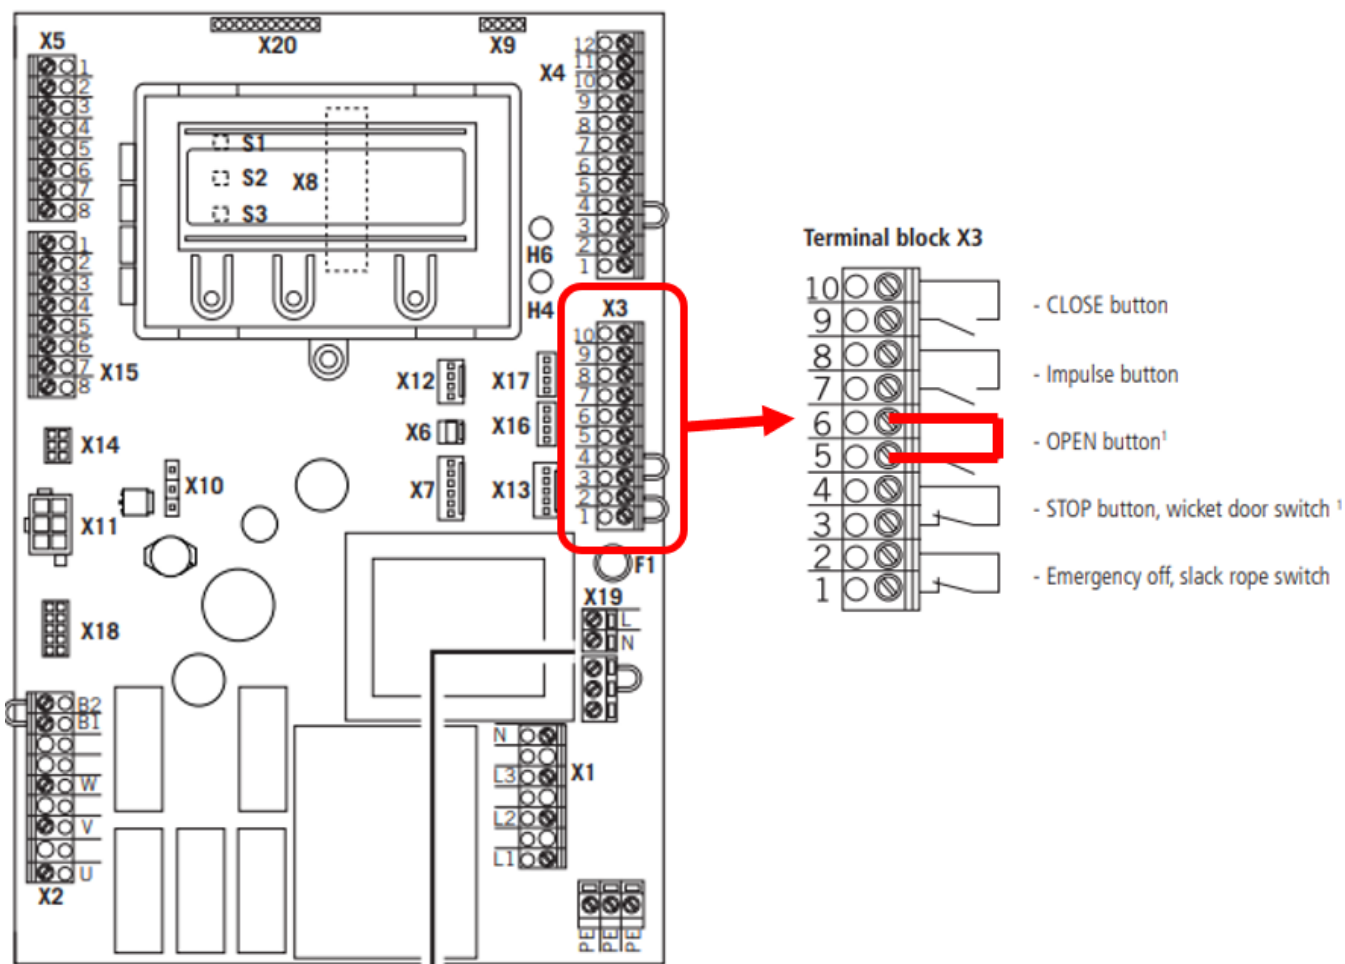 X5
X20
X9
1
2
3
4
5
6
7
8
12
11
10
9
8
7
6
5
4
3
2
1
X4
S1
S2
S3
X8
H6
H4
1
2
3
4
5
6
7
8
X15
X3
10
9
8
7
6
5
4
3
2
1
X12
X17
X6
X16
X7
X13
X14
X10
X11
X18
F1
X19
L
N
B2
B1
W
V
U
X2
N
L3
L2
L1
X1
PE
PE
PE
Terminal block X3
10
9
- CLOSE button
8
7
- Impulse button
6
5
- OPEN button¹
4
3
- STOP button, wicket door switch ¹
2
1
- Emergency off, slack rope switch